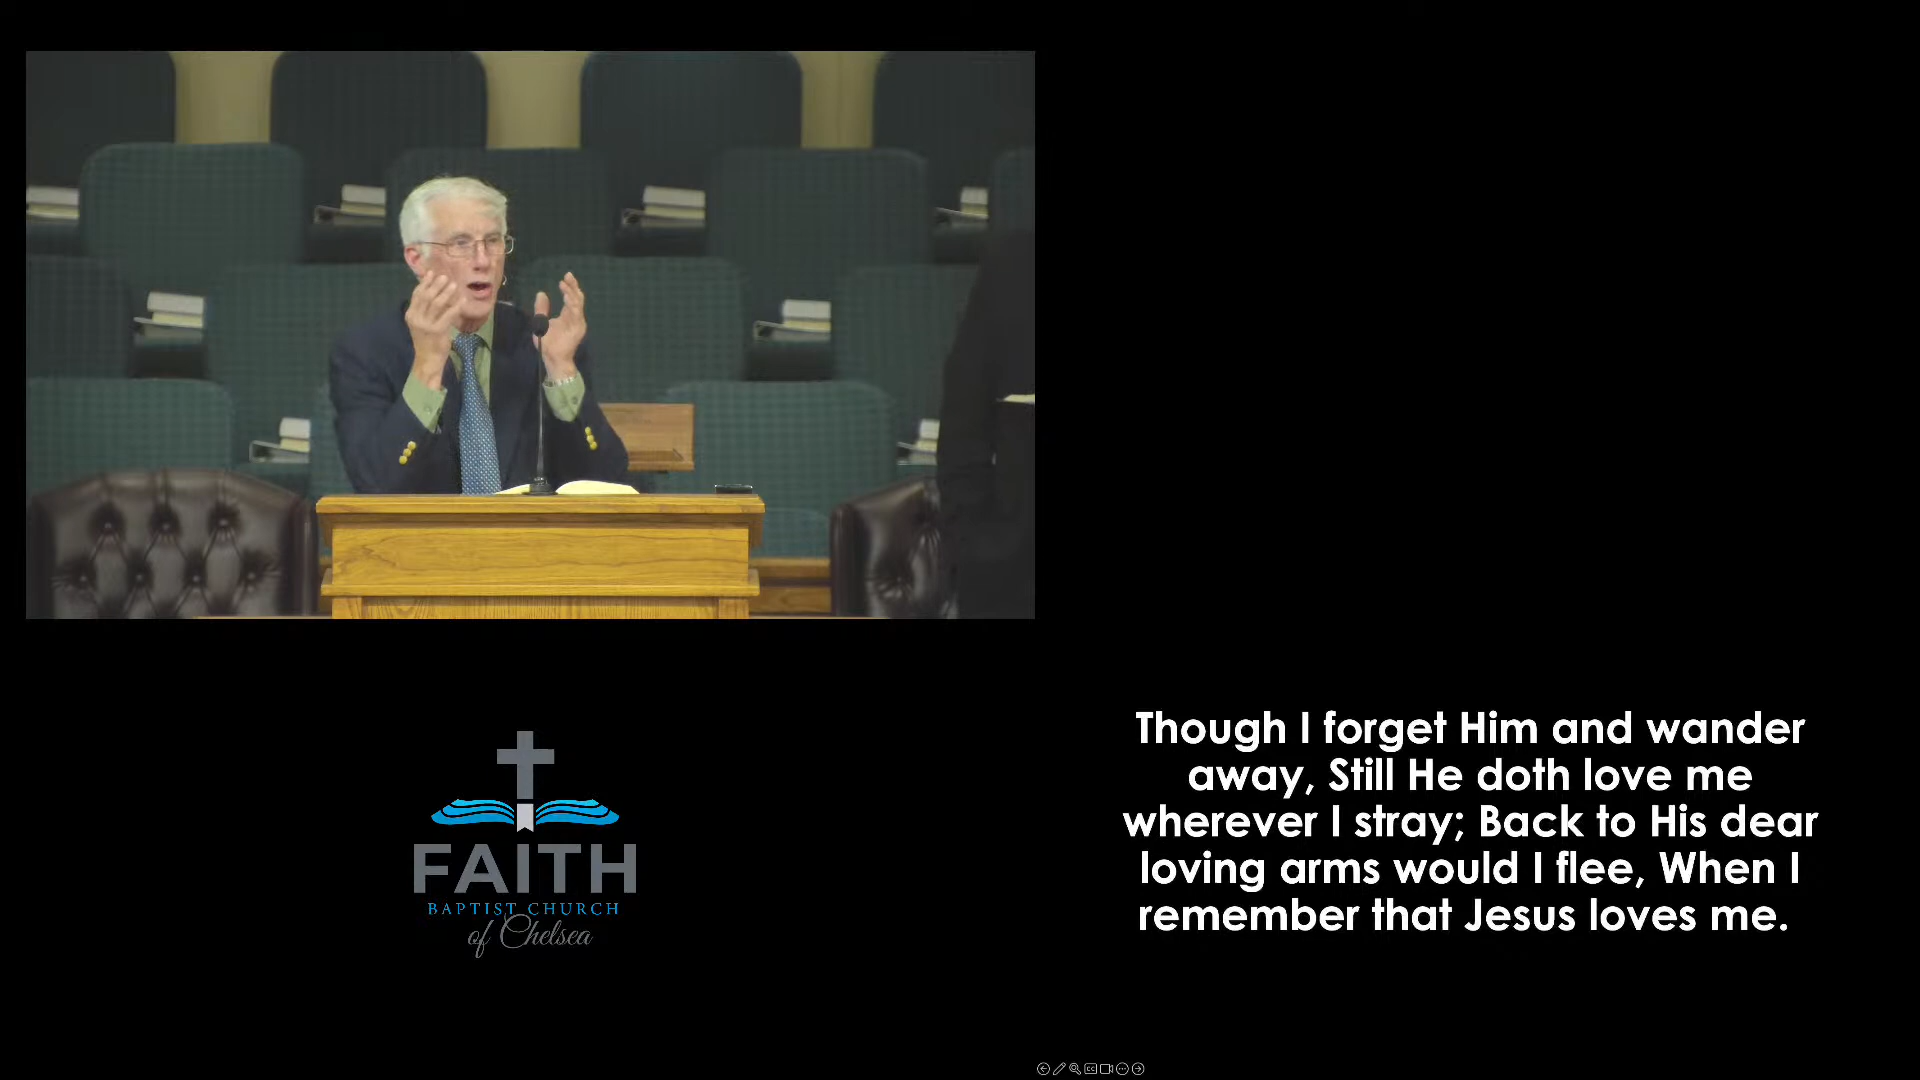 FAITH
BAPTIST CHURCH
of Chelsea
Though I forget Him and wander
away, Still He doth love me
wherever I stray; Back to His dear
loving arms would I flee, When I
remember that Jesus loves me.